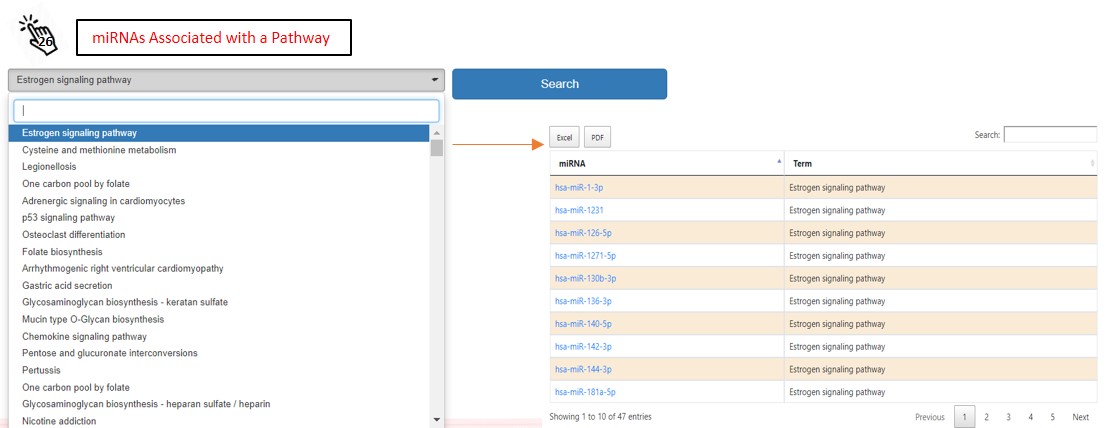 26
miRNAs Associated with a Pathway
Estrogen signaling pathway
Search
Estrogen signaling pathway
Cysteine and methionine metabolism
Legionellosis
One carbon pool by folate
Adrenergic signaling in cardiomyocytes
p53 signaling pathway
Osteoclast differentiation
Folate biosynthesis
Arrhythmogenic right ventricular cardiomyopathy
Gastric acid secretion
Glycosaminoglycan biosynthesis - keratan sulfate
Mucin type O-Glycan biosynthesis
Chemokine signaling pathway
Pentose and glucuronate interconversions
Pertussis
One carbon pool by folate
Glycosaminoglycan biosynthesis - heparan sulfate / heparin
Nicotine addiction
Excel PDF Search:
miRNA Term
hsa-miR-1-3p Estrogen signaling pathway
hsa-miR-1231 Estrogen signaling pathway
hsa-miR-126-5p Estrogen signaling pathway
hsa-miR-1271-5p Estrogen signaling pathway
hsa-miR-130b-3p Estrogen signaling pathway
hsa-miR-136-3p Estrogen signaling pathway
hsa-miR-140-5p Estrogen signaling pathway
hsa-miR-142-3p Estrogen signaling pathway
hsa-miR-144-3p Estrogen signaling pathway
hsa-miR-181a-5p Estrogen signaling pathway
Showing 1 to 10 of 47 entries Previous 1 2 3 4 5 Next